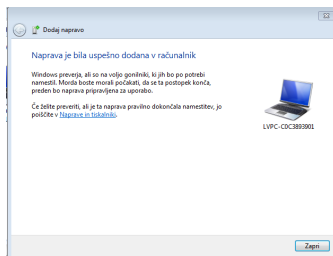 Dodaj napravo
Naprava je bila uspešno dodana v računalnik
Windows preverja, ali so na voljo gonilniki, ki jih bo po potrebi
namestil. Morda boste morali počakati, da se ta postopek konča,
preden bo naprava pripravljena za uporabo.
Če želite preveriti, ali je ta naprava pravilno dokončala namestitev, jo
poiščite v Naprave in tiskalniki.
LVPC-CDC3893901
Zapri